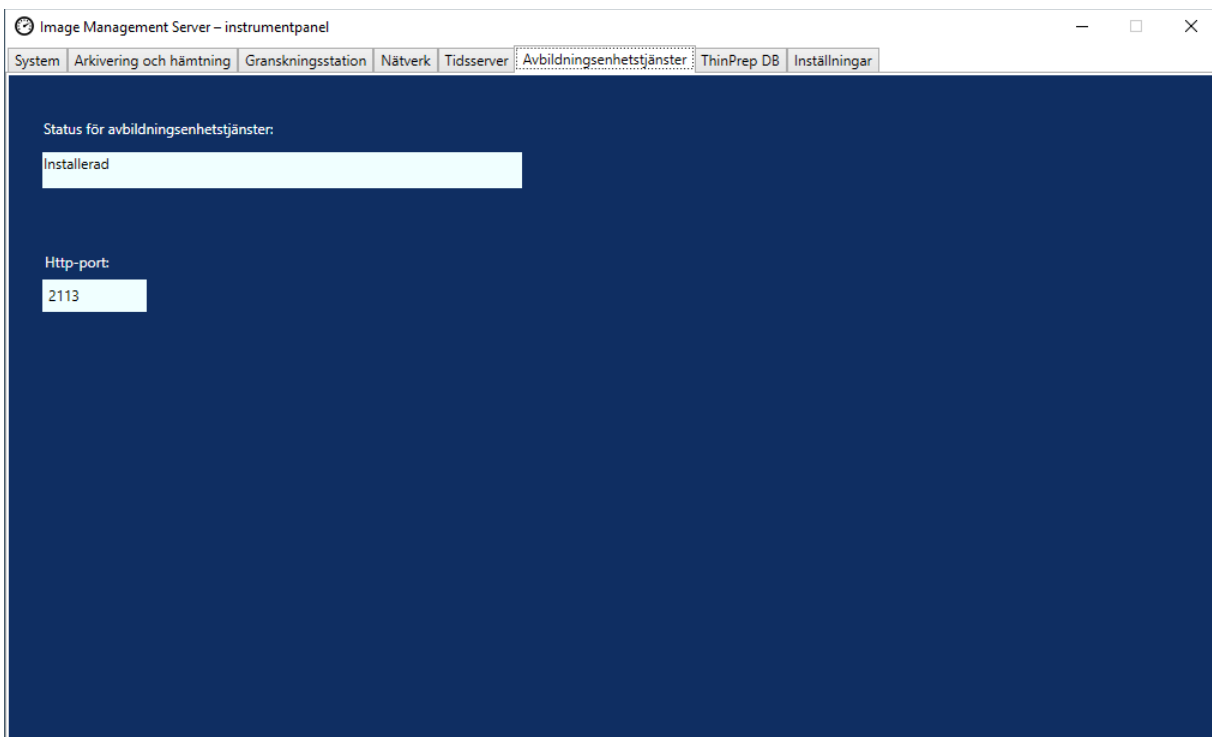 Image Management Server – instrumentpanel
System Arkivering och hämtning Granskningsstation Nätverk Tidsserver Avbildningsenhetstjänster ThinPrep DB Inställningar
Status för avbildningsenhetstjänster:
Installerad
Http-port:
2113